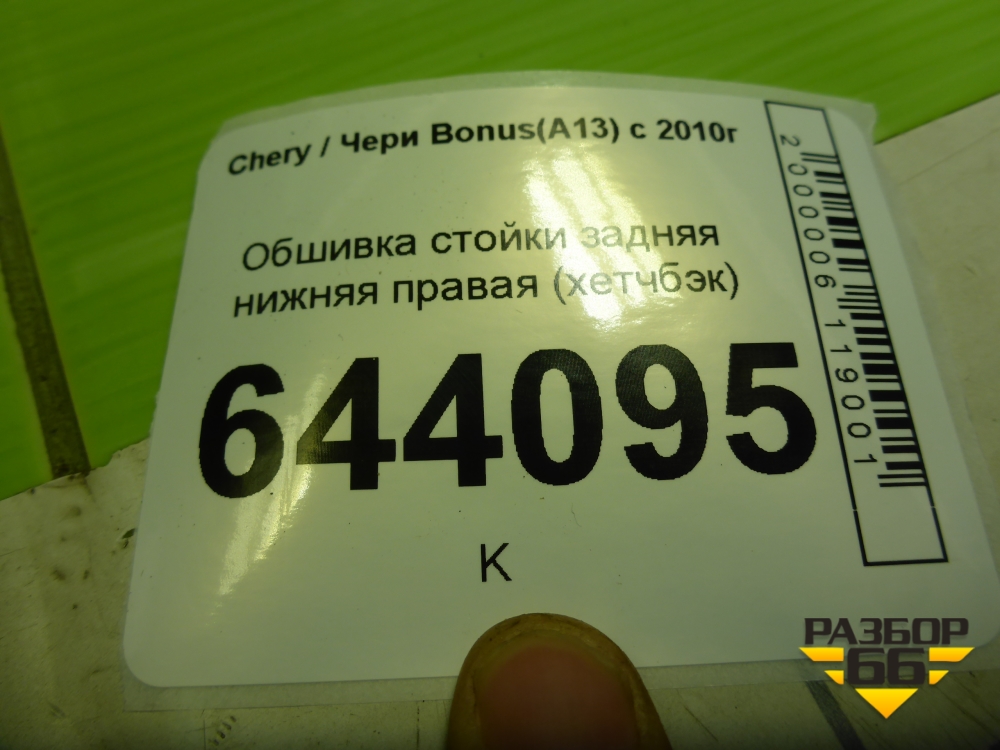 Chery / Чери Bonus(A13) с 2010г
Обшивка стойки задняя
нижняя правая (хетчбэк)
644095
К
2000006119001
РАЗБОР
66